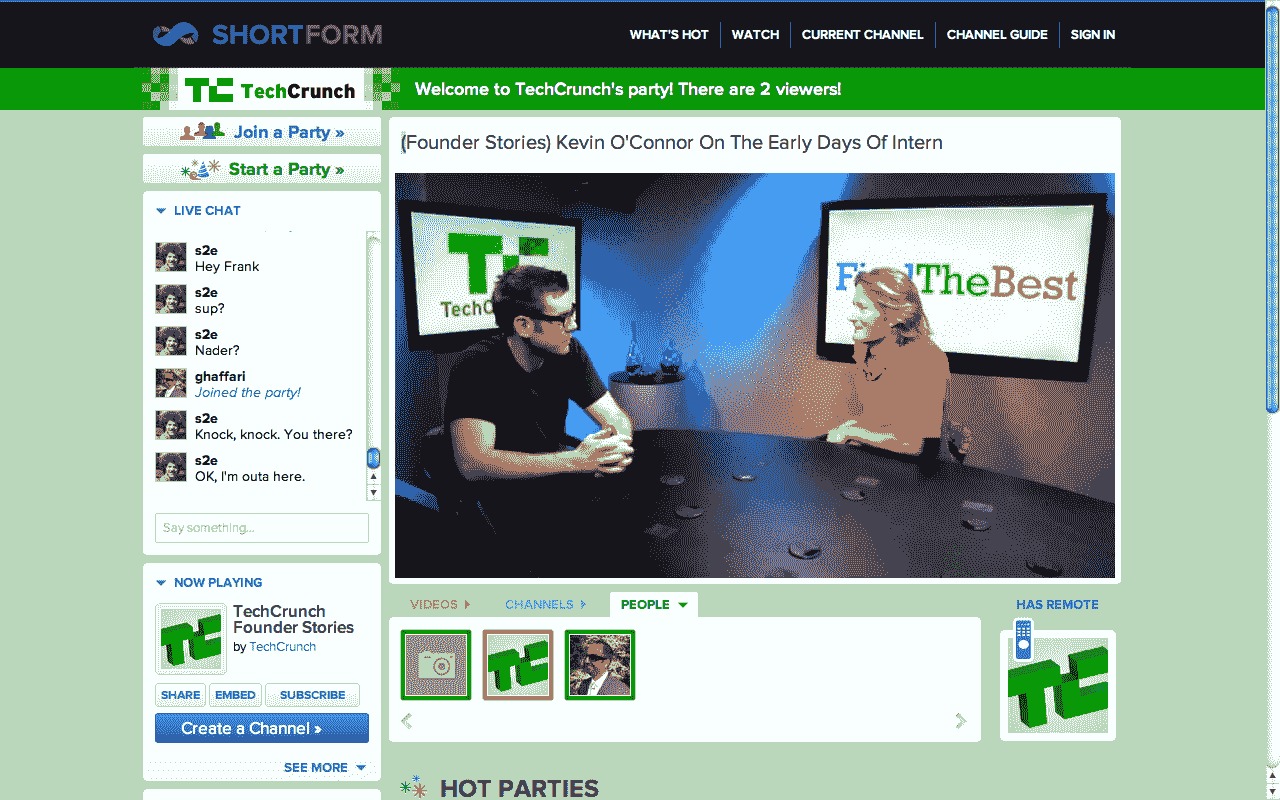 SHORTFORM
WHAT'S HOT
WATCH
CURRENT CHANNEL
CHANNEL GUIDE
SIGN IN
TechCrunch
Welcome to TechCrunch's party! There are 2 viewers!
Join a Party »
Start a Party »
LIVE CHAT
s2e
Hey Frank
s2e
sup?
s2e
Nader?
ghaffari
Joined the party!
s2e
Knock, knock. You there?
s2e
OK, I'm outa here.
Say something...
NOW PLAYING
TechCrunch
Founder Stories
by TechCrunch
SHARE
EMBED
SUBSCRIBE
Create a Channel »
SEE MORE
(Founder Stories) Kevin O'Connor On The Early Days Of Intern
TC
TechC
FindTheBest
VIDEOS
CHANNELS
PEOPLE
HAS REMOTE
HOT PARTIES